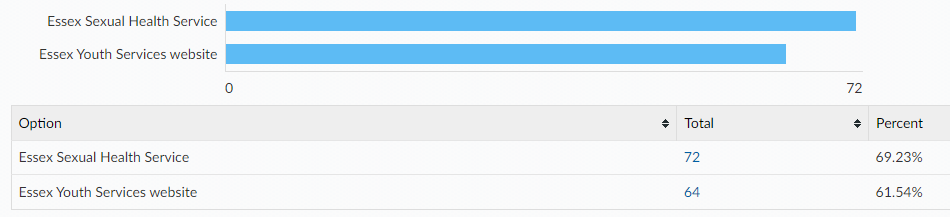 Essex Sexual Health Service
Essex Youth Services website
0 72
Option Total Percent
Essex Sexual Health Service 72 69.23%
Essex Youth Services website 64 61.54%